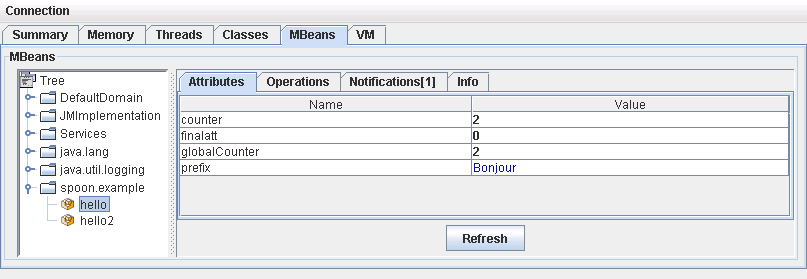 Connection
Summary Memory Threads Classes MBeans VM
MBeans
Tree
DefaultDomain
JMImplementation
Services
java.lang
java.util.logging
spoon.example
hello
hello2
Attributes Operations Notifications[1] Info
Name Value
counter 2
finalatt 0
globalCounter 2
prefix Bonjour
Refresh